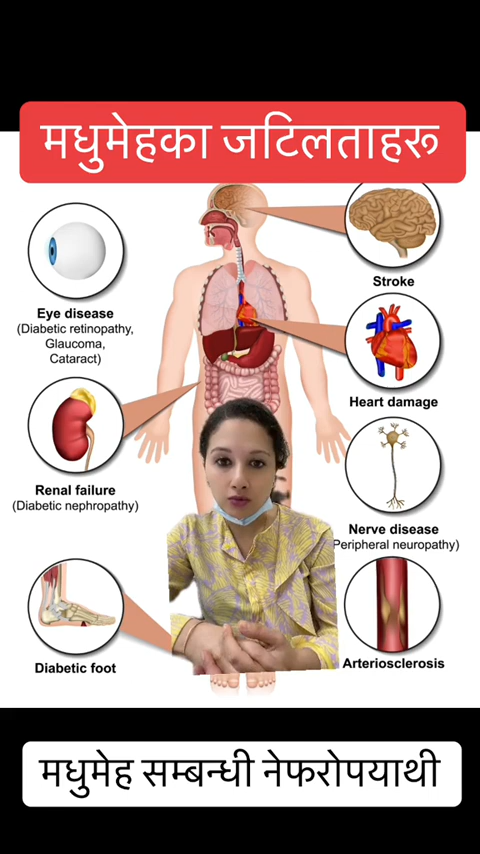 मधुमेहका जटिलताहरू
Eye disease
(Diabetic retinopathy,
Glaucoma,
Cataract)
Stroke
Heart damage
Renal failure
(Diabetic nephropathy)
Nerve disease
Peripheral neuropathy)
Diabetic foot
Arteriosclerosis
मधुमेह सम्बन्धी नेफरोपयाथी